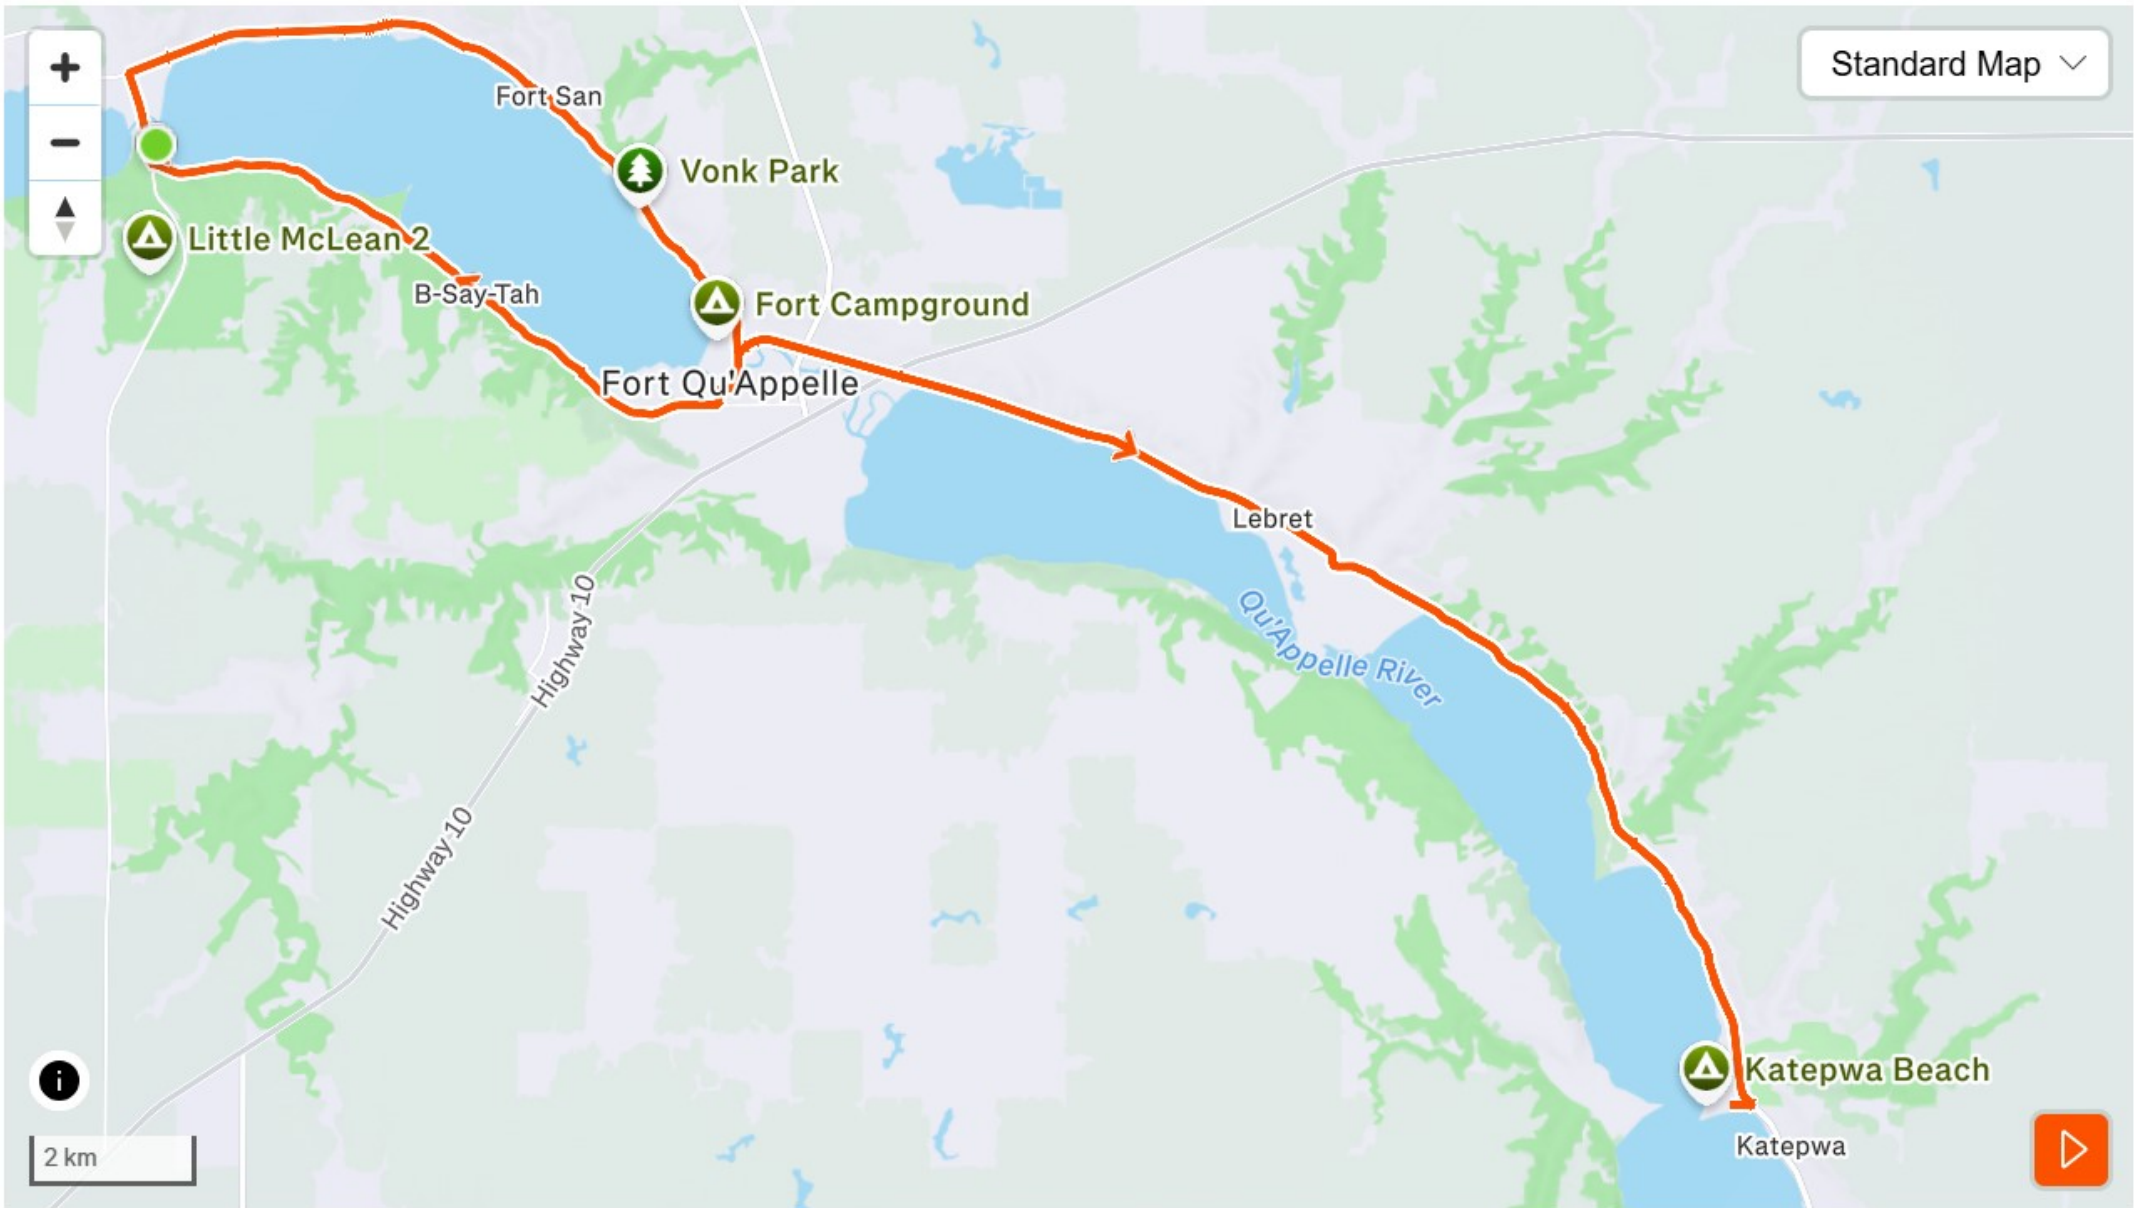 +
Standard Map
Fort San
−
Vonk Park
Little McLean 2
B-Say-Tah
Fort Campground
Fort Qu'Appelle
Lebret
Highway 10
Qu'Appelle River
Highway 10
Katepwa Beach
i
2 km
Katepwa